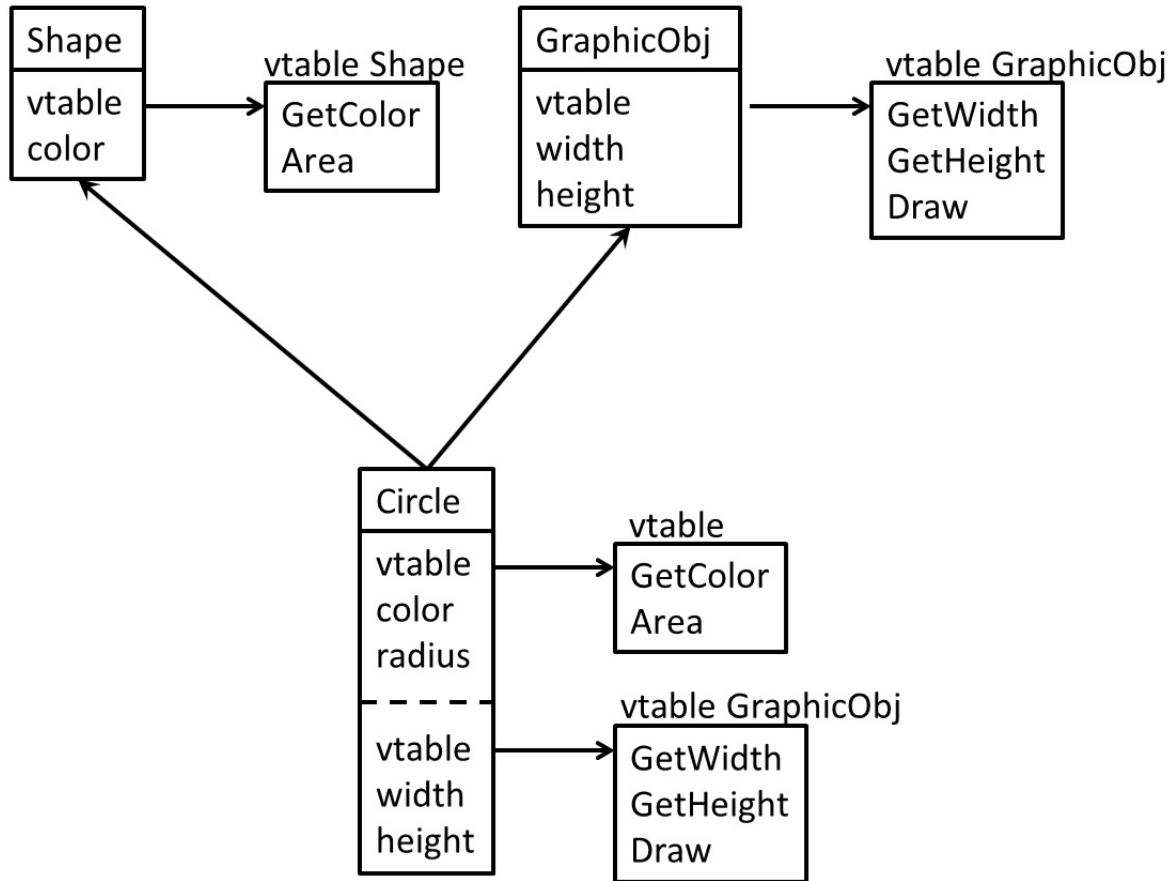 Shape
vtable
color
vtable Shape
GetColor
Area
GraphicObj
vtable
width
height
vtable GraphicObj
GetWidth
GetHeight
Draw
Circle
vtable
color
radius
vtable
width
height
vtable
GetColor
Area
vtable GraphicObj
GetWidth
GetHeight
Draw